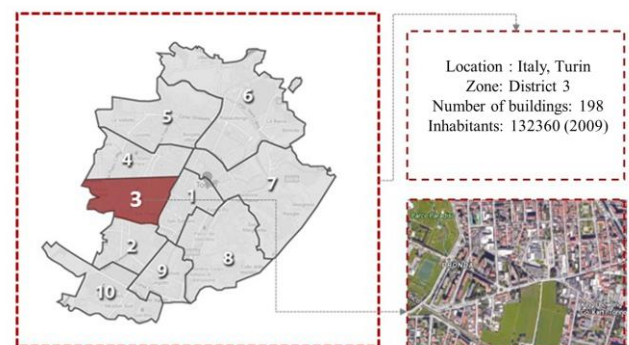 6
5
4
3
1
7
2
8
9
10
Location : Italy, Turin
Zone: District 3
Number of buildings: 198
Inhabitants: 132360 (2009)